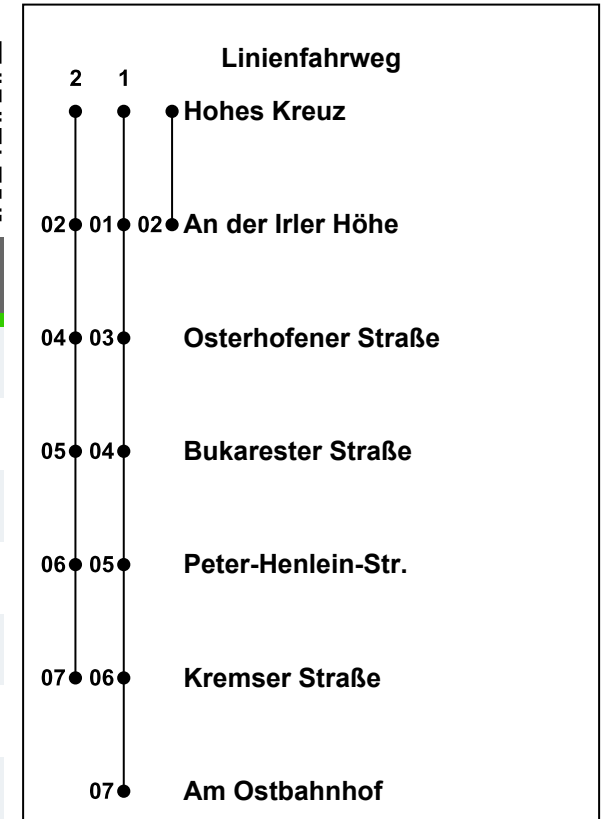 Linienfahrweg
2 1
Hohes Kreuz
02 01 02 An der Irler Höhe
04 03 Osterhofener Straße
05 04 Bukarester Straße
06 05 Peter-Henlein-Str.
07 06 Kremser Straße
07 Am Ostbahnhof